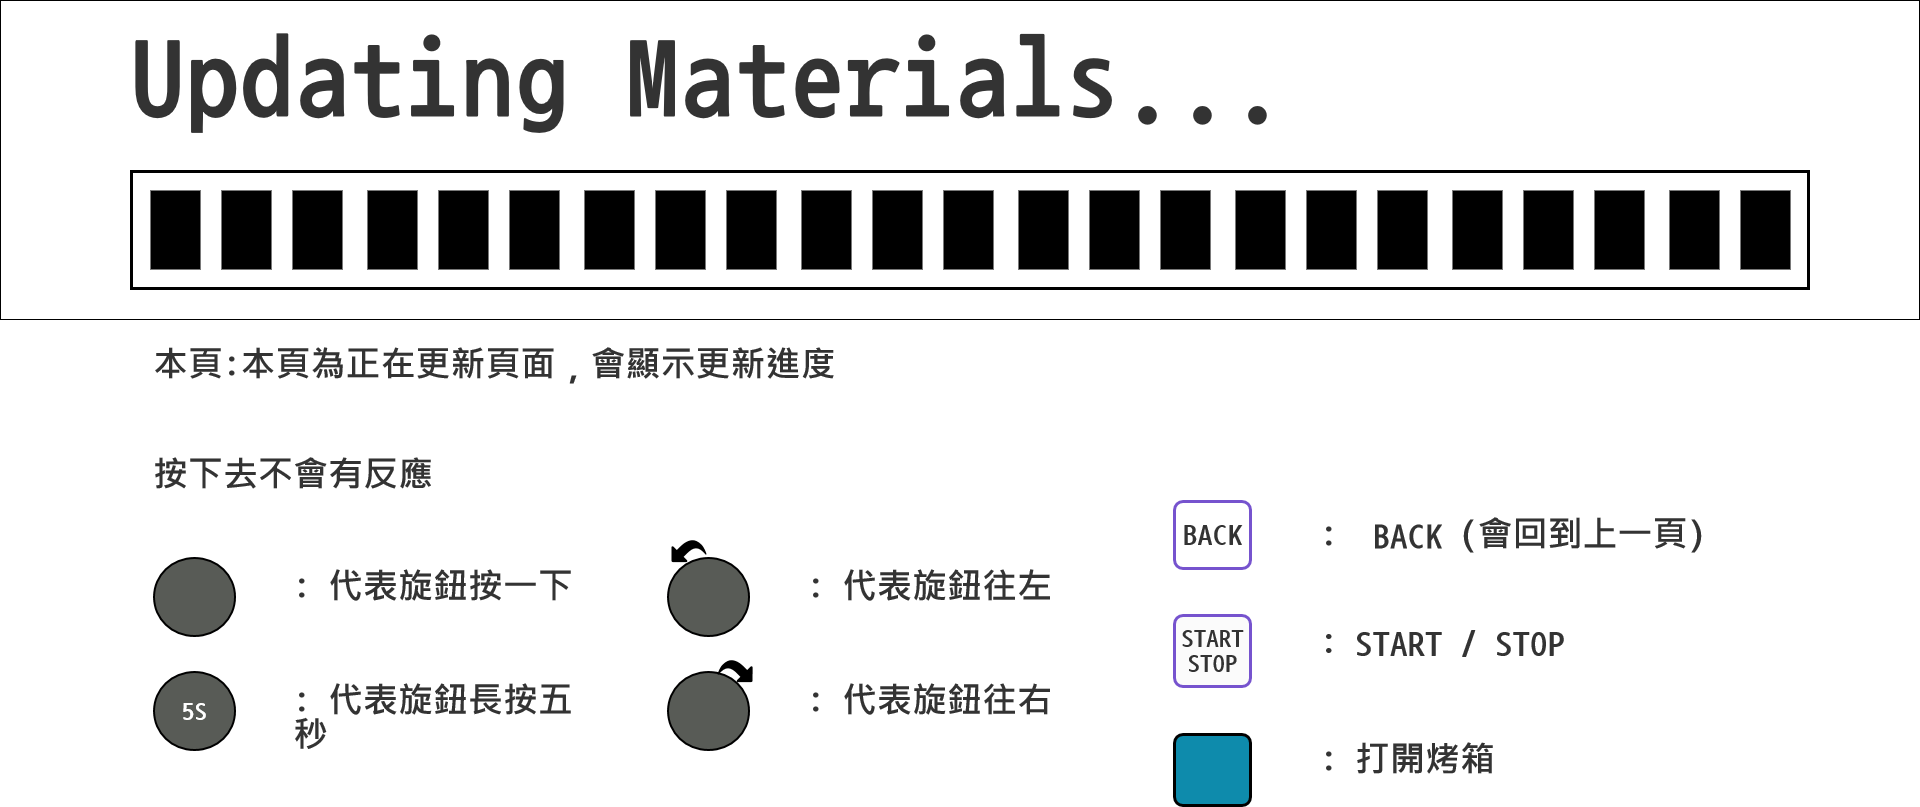 Updating Materials...
本頁:本頁為正在更新頁面，會顯示更新進度
按下去不會有反應
: 代表旋鈕按一下
: 代表旋鈕往左
5S
: 代表旋鈕長按五
秒
: 代表旋鈕往右
BACK
: BACK (會回到上一頁)
START
STOP
: START / STOP
: 打開烤箱